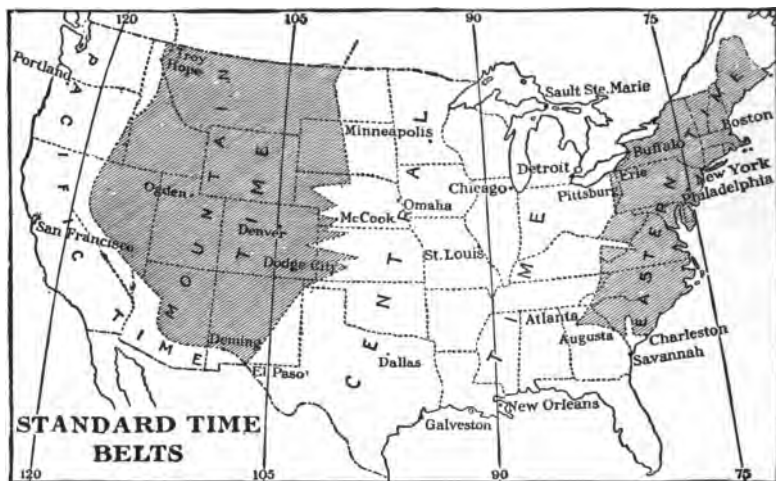 120
105
90
75
Troy
Hope
Portland
Sault Ste. Marie
Minneapolis
Boston
Buffalo
Detroit
Erie
New York
Chicago
Pittsburg
Philadelphia
Ogden
Omaha
McCook
Denver
San Francisco
St. Louis
Dodge City
Atlanta
Augusta
Charleston
Deming
Savannah
Dallas
El Paso
New Orleans
Galveston
PACIFIC TIME
MOUNTAIN TIME
CENTRAL TIME
EASTERN TIME
STANDARD TIME
BELTS
120
105
90
75